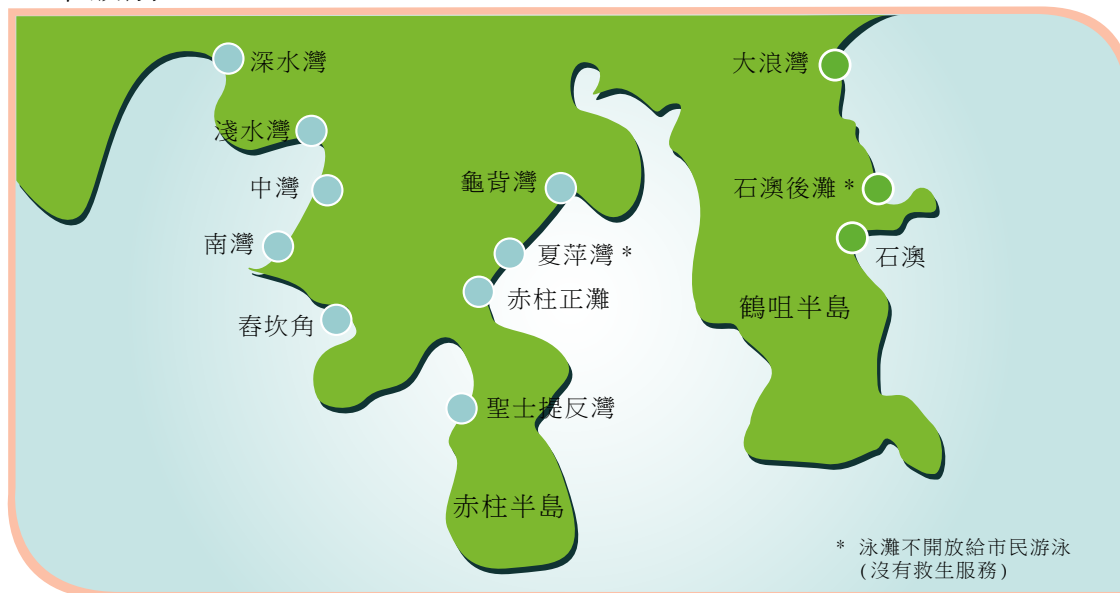 深水灣
大浪灣
淺水灣
中灣
龜背灣
石澳後灘 *
南灣
夏萍灣 *
石澳
赤柱正灘
鶴咀半島
舂坎角
聖士提反灣
赤柱半島
* 泳灘不開放給市民游泳
(沒有救生服務)